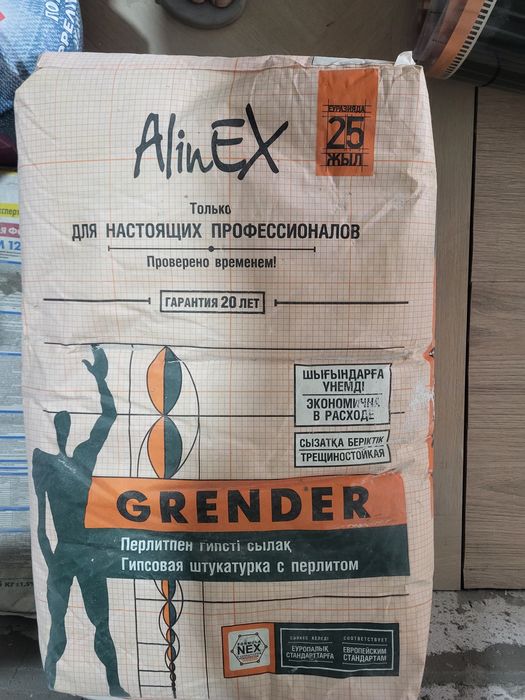 AlinEX
ЕУРАЗИЯДА
25
ЖЫЛ
Только
ДЛЯ НАСТОЯЩИХ ПРОФЕССИОНАЛОВ
Проверено временем!
ГАРАНТИЯ 20 ЛЕТ
ШЫҒЫНДАРҒА
ҮНЕМДІ
ЭКОНОМИЧНА
В РАСХОДЕ
СЫЗАТҚА БЕРІКТІК
ТРЕЩИНОСТОЙКАЯ
GRENDER
Перлитпен гипсті сылақ
Гипсовая штукатурка с перлитом
NEX
СӘЙКЕС КЕЛЕДІ
ЕУРОПАЛЫҚ
СТАНДАРТТАРҒА
СООТВЕТСТВУЕТ
ЕВРОПЕЙСКИМ
СТАНДАРТАМ